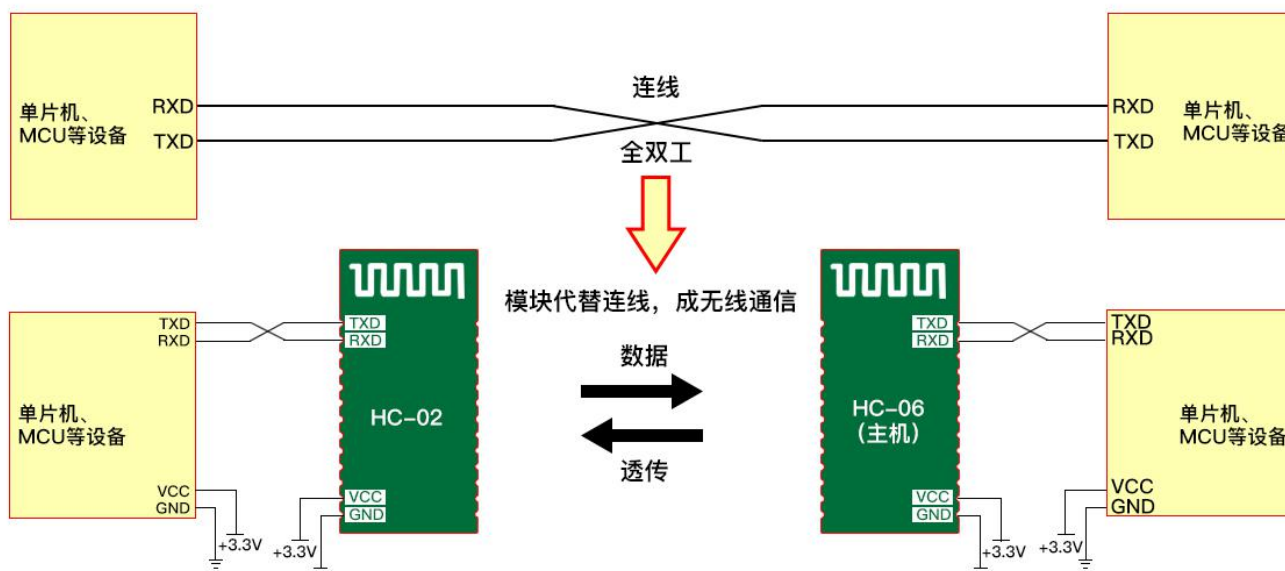 连线
单片机、
MCU等设备
RXD
TXD
RXD
TXD
单片机、
MCU等设备
全双工
模块代替连线，成无线通信
TXD
RXD
TXD
RXD
TXD
RXD
TXD
RXD
数据
单片机、
MCU等设备
HC-02
HC-06
（主机）
单片机、
MCU等设备
透传
VCC
GND
VCC
GND
VCC
GND
VCC
GND
+3.3V
+3.3V
+3.3V
+3.3V